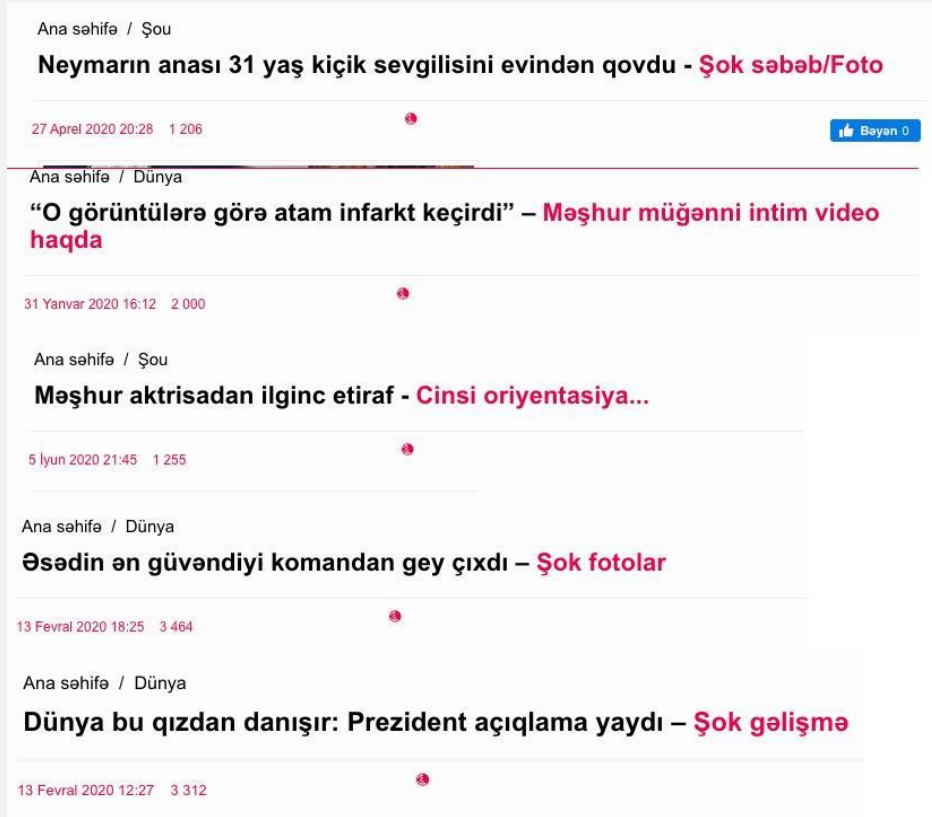 Ana səhifə / Şou
Neymarın anası 31 yaş kiçik sevgilisini evindən qovdu - Şok səbəb/Foto
27 Aprel 2020 20:28 1 206
Bəyən 0
Ana səhifə / Dünya
“O görüntülərə görə atam infarkt keçirdi” – Məşhur müğənni intim video
haqda
31 Yanvar 2020 16:12 2 000
Ana səhifə / Şou
Məşhur aktrisadan ilginc etiraf - Cinsi oriyentasiya...
5 İyun 2020 21:45 1 255
Ana səhifə / Dünya
Əsədin ən güvəndiyi komandan gey çıxdı – Şok fotolar
13 Fevral 2020 18:25 3 464
Ana səhifə / Dünya
Dünya bu qızdan danışır: Prezident açıqlama yaydı – Şok gəlişmə
13 Fevral 2020 12:27 3 312